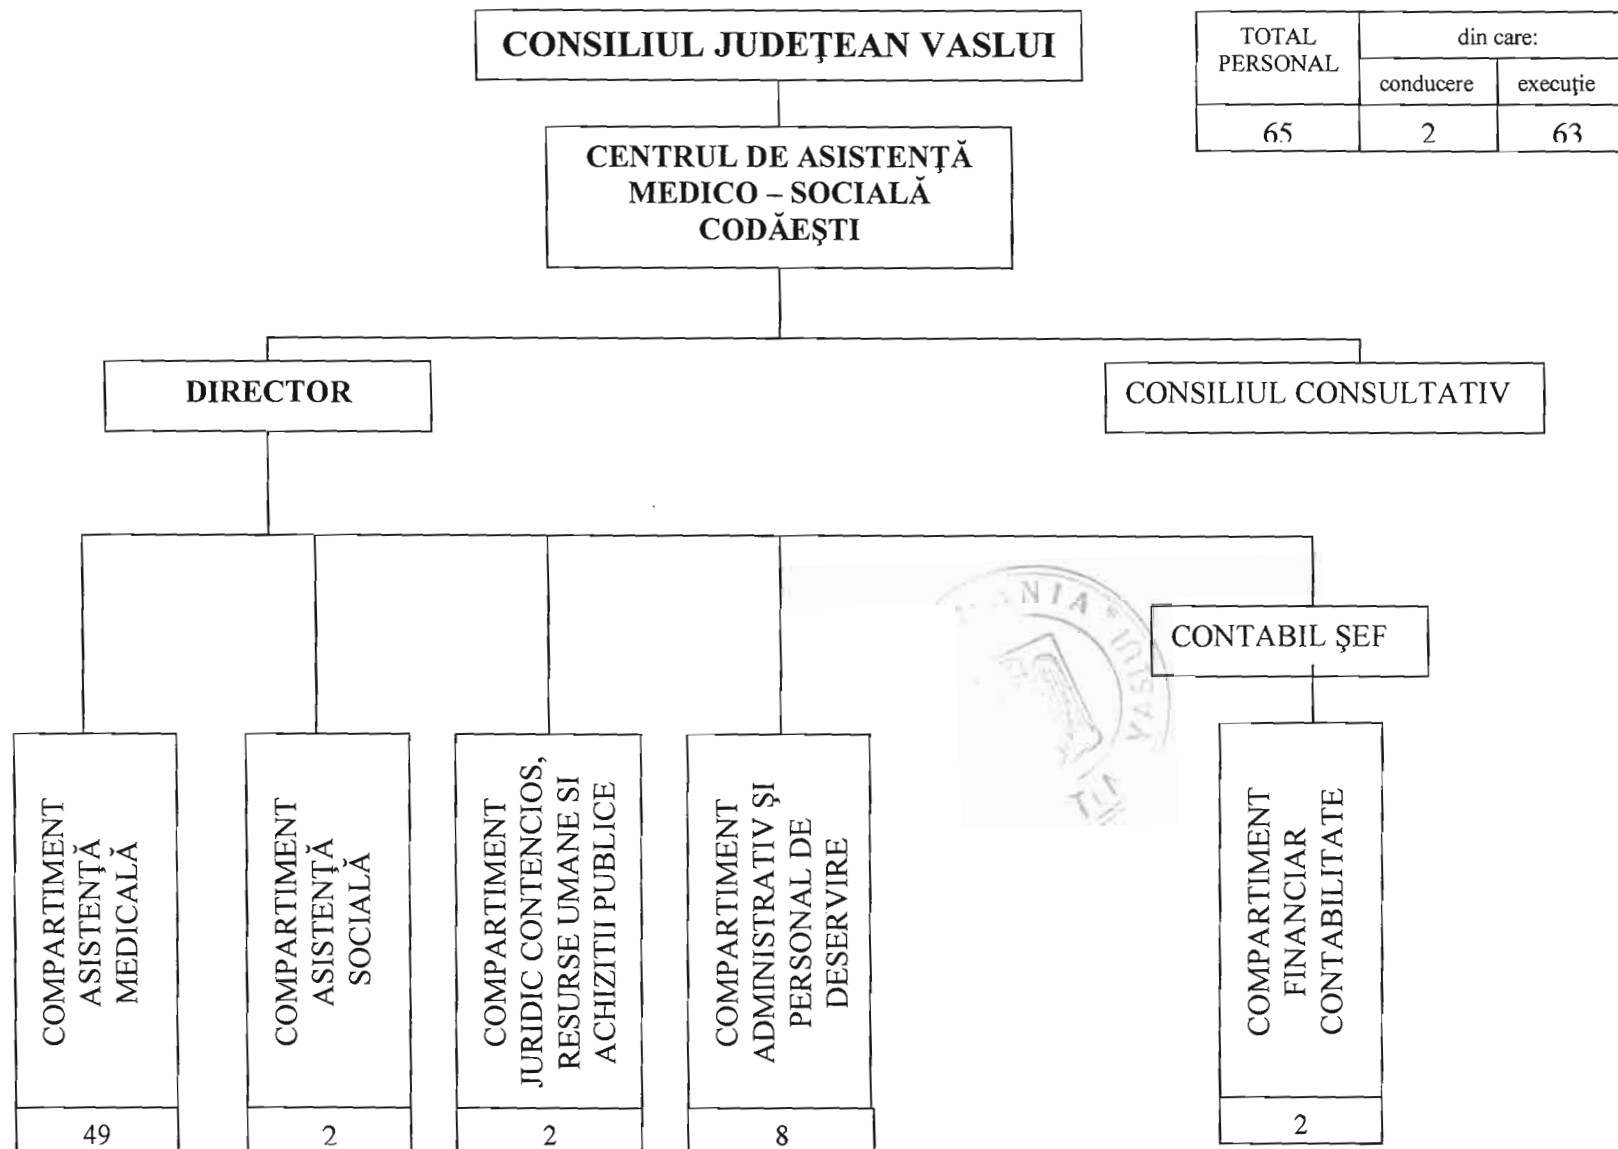 CONSILIUL JUDEŢEAN VASLUI
TOTAL PERSONAL
din care:
conducere
execuţie
65
2
63
CENTRUL DE ASISTENŢĂ
MEDICO – SOCIALĂ
CODĂEŞTI
DIRECTOR
CONSILIUL CONSULTATIV
CONTABIL ŞEF
COMPARTIMENT
ASISTENŢĂ
MEDICALĂ
49
COMPARTIMENT
ASISTENŢĂ
SOCIALĂ
2
COMPARTIMENT
JURIDIC CONTENCIOS,
RESURSE UMANE SI
ACHIZITII PUBLICE
2
COMPARTIMENT
ADMINISTRATIV ŞI
PERSONAL DE
DESERVIRE
8
COMPARTIMENT
FINANCIAR
CONTABILITATE
2
VASLUI